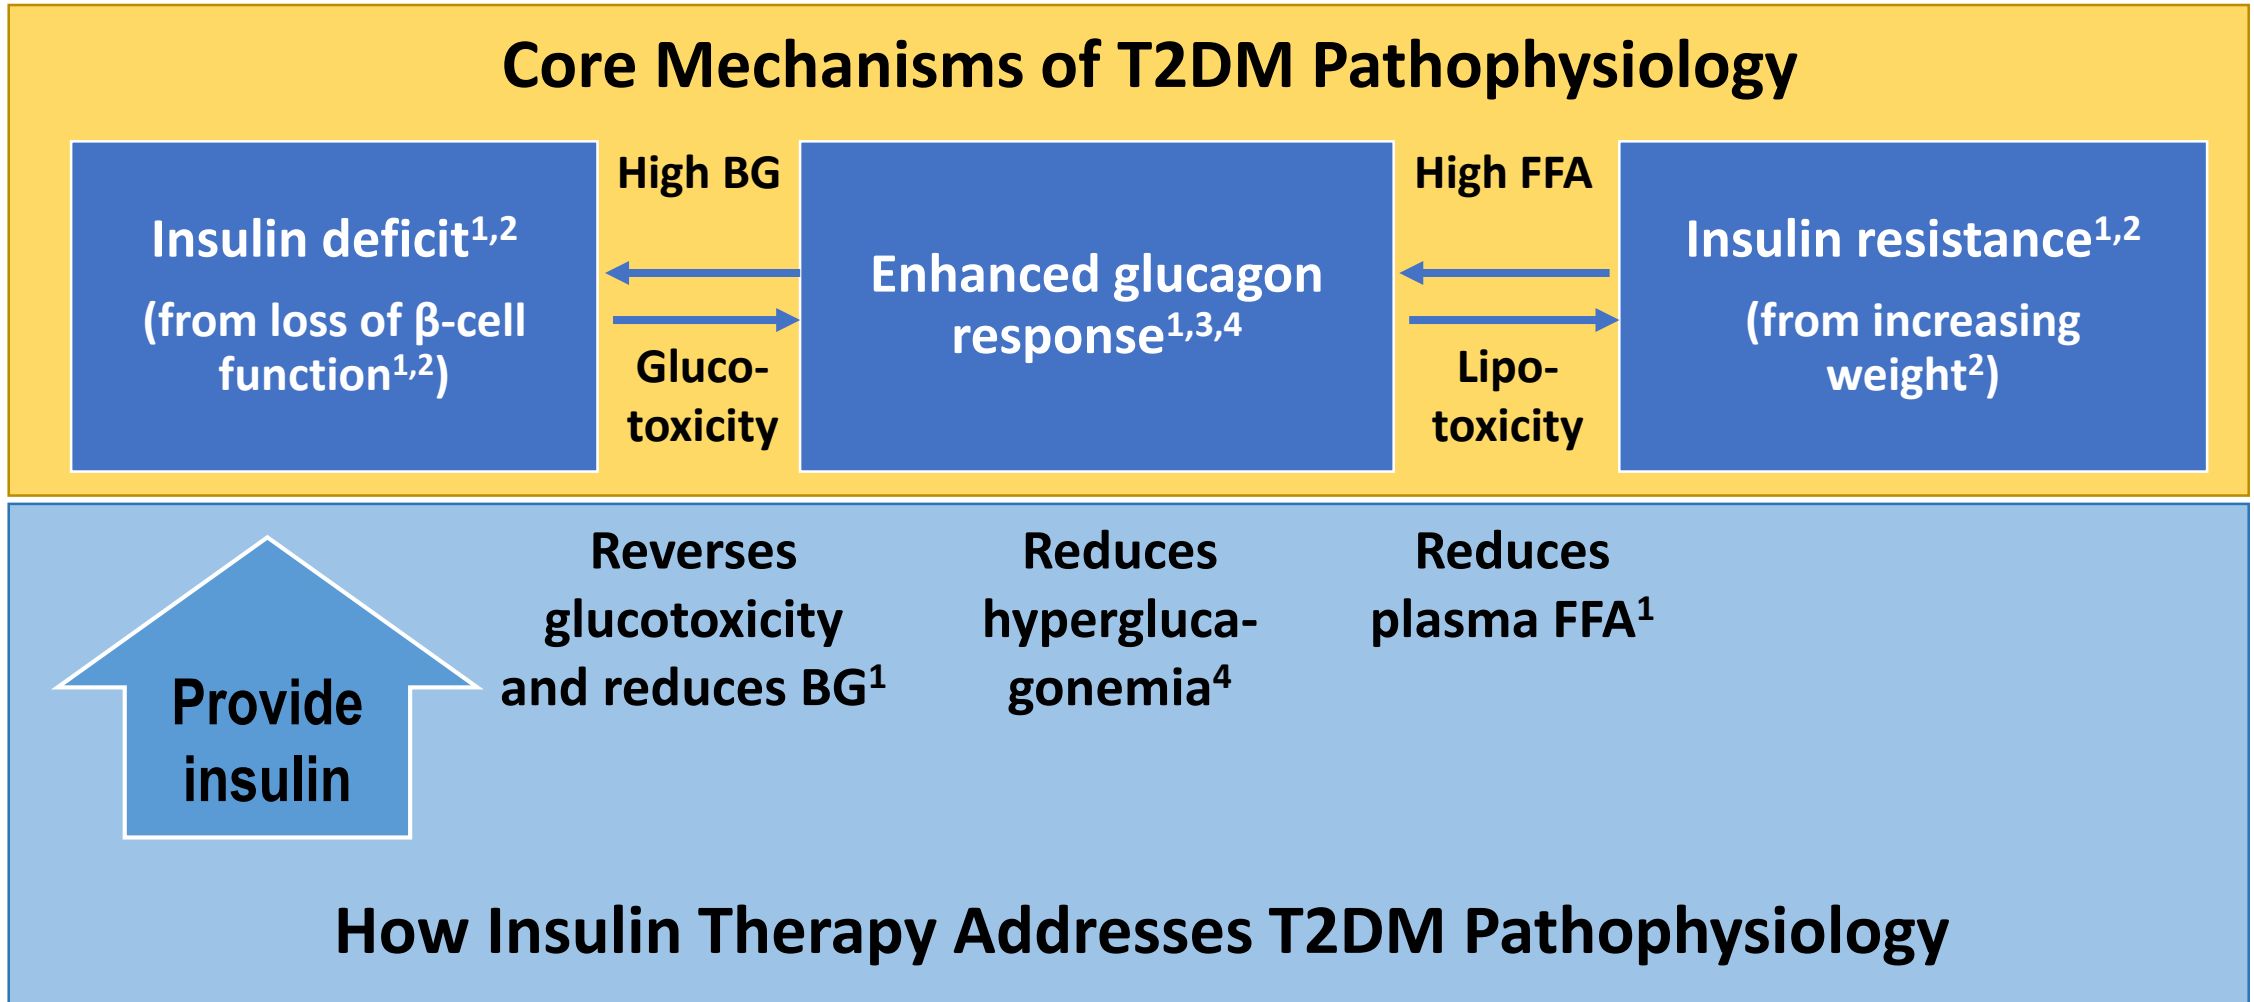 Core Mechanisms of T2DM Pathophysiology
Insulin deficit1,2
(from loss of β-cell
function1,2)
High BG
Gluco-
toxicity
Enhanced glucagon
response1,3,4
High FFA
Lipo-
toxicity
Insulin resistance1,2
(from increasing
weight2)
Provide
insulin
Reverses
glucotoxicity
and reduces BG1
Reduces
hypergluca-
gonemia4
Reduces
plasma FFA1
How Insulin Therapy Addresses T2DM Pathophysiology